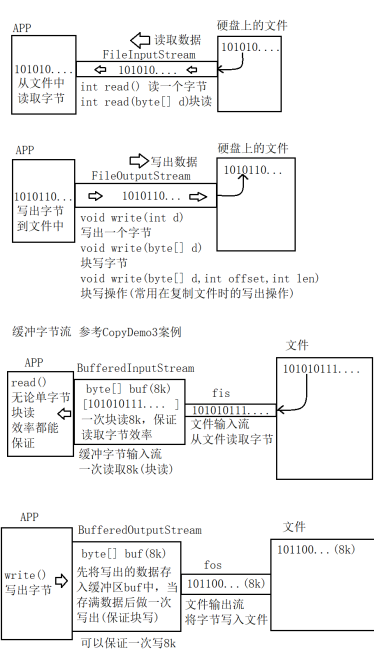 APP
读取数据
硬盘上的文件
FileInputStream
101010....
101010....
101010....
从文件中
读取字节
int read() 读一个字节
int read(byte[] d)块读
APP
写出数据
硬盘上的文件
FileOutputStream
1010110...
1010110...
1010110...
写出字节
到文件中
void write(int d)
写出一个字节
void write(byte[] d)
块写字节
void write(byte[] d,int offset,int len)
块写操作(常用在复制文件时的写出操作)
缓冲字节流 参考CopyDemo3案例
文件
APP
BufferedInputStream
101010111....
read()
无论单字节
块读
效率都能
保证
byte[] buf(8k)
[101010111.... ]
一次块读8k，保证
读取字节效率
fis
101010111....
文件输入流
从文件读取字节
缓冲字节输入流
一次读取8k(块读)
APP
BufferedOutputStream
文件
byte[] buf(8k)
先将写出的数据存
入缓冲区buf中，当
存满数据后做一次
写出(保证块写)
write()
写出字节
fos
101100...(8k)
101100...(8k)
文件输出流
将字节写入文件
可以保证一次写8k